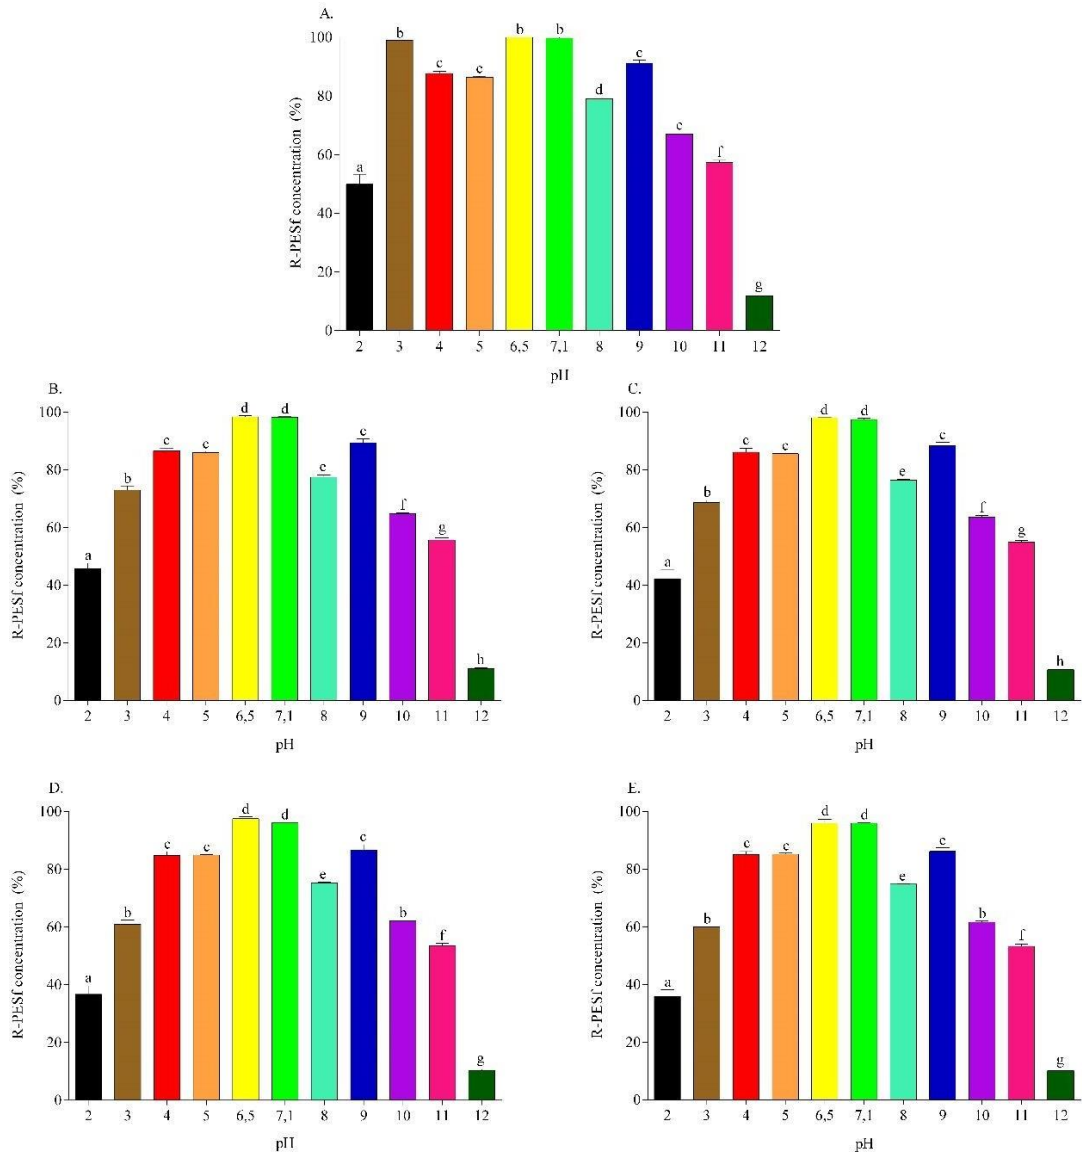 A.
R-PESf concentration (%)
100
80
60
40
20
0
a
b
c
c
b
b
d
c
c
f
g
2 3 4 5 6,5 7,1 8 9 10 11 12
pH
B.
R-PESf concentration (%)
100
80
60
40
20
0
a
b
c
c
d
d
e
c
f
g
h
2 3 4 5 6,5 7,1 8 9 10 11 12
pH
C.
R-PESf concentration (%)
100
80
60
40
20
0
a
b
c
c
d
d
e
c
f
g
h
2 3 4 5 6,5 7,1 8 9 10 11 12
pH
D.
R-PESf concentration (%)
100
80
60
40
20
0
a
b
c
c
d
d
e
c
b
f
g
2 3 4 5 6,5 7,1 8 9 10 11 12
pH
E.
R-PESf concentration (%)
100
80
60
40
20
0
a
b
c
c
d
d
e
c
b
f
g
2 3 4 5 6,5 7,1 8 9 10 11 12
pH